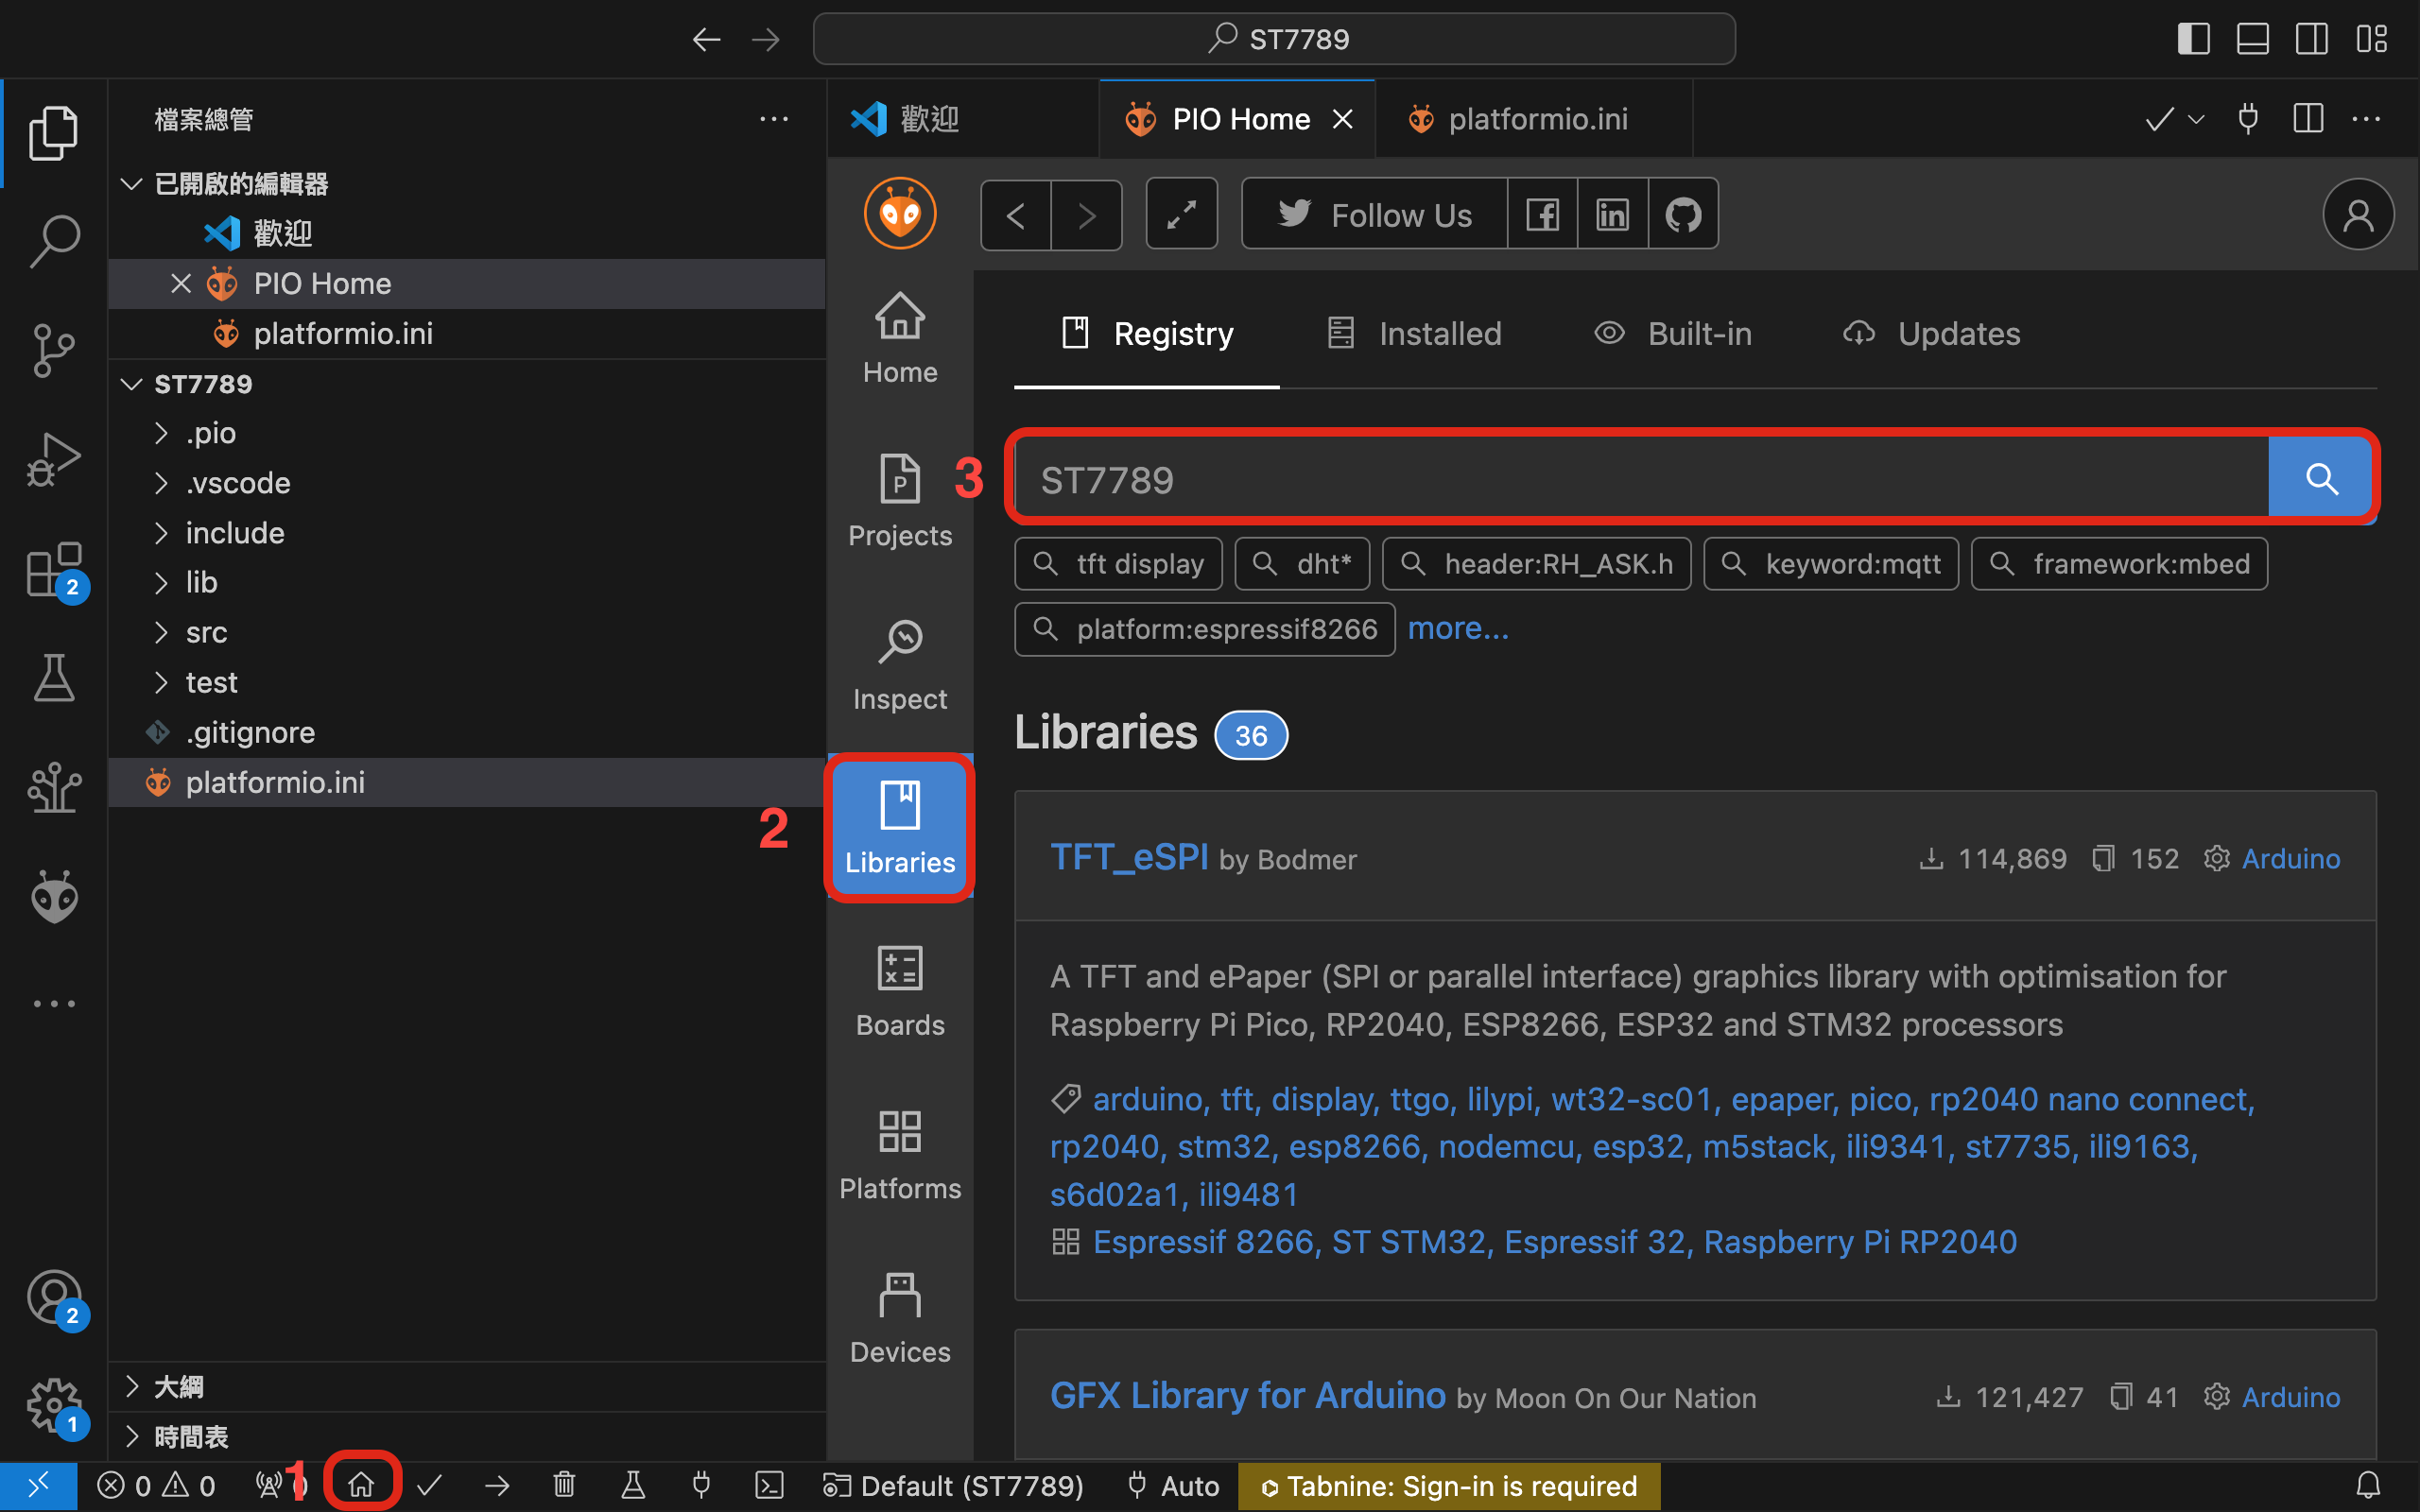 ST7789
檔案總管
已開啟的編輯器
歡迎
PIO Home
platformio.ini
ST7789
.pio
.vscode
include
lib
src
test
.gitignore
platformio.ini
大綱
時間表
2
2
1
歡迎
PIO Home
platformio.ini
Follow Us
Home
Projects
Inspect
Libraries
Boards
Platforms
Devices
2
Registry Installed Built-in Updates
3
ST7789
tft display dht* header:RH_ASK.h keyword:mqtt framework:mbed
platform:espressif8266 more...
Libraries 36
TFT_eSPI by Bodmer 114,869 152 Arduino
A TFT and ePaper (SPI or parallel interface) graphics library with optimisation for
Raspberry Pi Pico, RP2040, ESP8266, ESP32 and STM32 processors
arduino, tft, display, ttgo, lilypi, wt32-sc01, epaper, pico, rp2040 nano connect,
rp2040, stm32, esp8266, nodemcu, esp32, m5stack, ili9341, st7735, ili9163,
s6d02a1, ili9481
Espressif 8266, ST STM32, Espressif 32, Raspberry Pi RP2040
GFX Library for Arduino by Moon On Our Nation 121,427 41 Arduino
0 0 0 1 Default (ST7789) Auto Tabnine: Sign-in is required